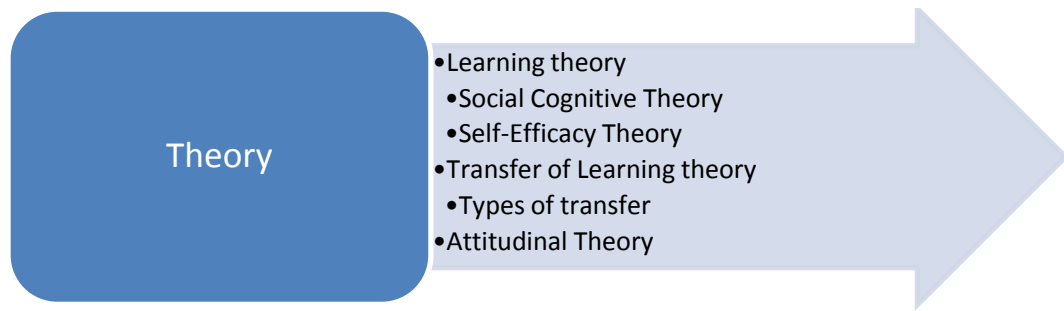 Theory
•Learning theory
•Social Cognitive Theory
•Self-Efficacy Theory
•Transfer of Learning theory
•Types of transfer
•Attitudinal Theory